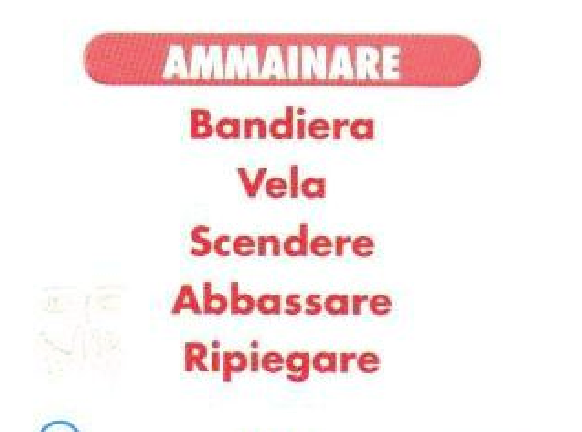 AMMAINARE
Bandiera
Vela
Scendere
Abbassare
Ripiegare